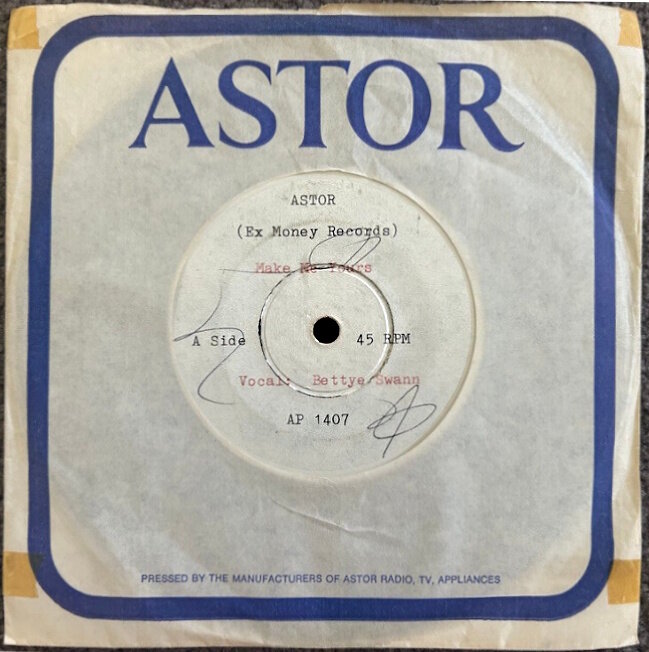 ASTOR
ASTOR
(Ex Money Records)
Make Me Yours
A Side 45 RPM
Vocal: Bettye Swann
AP 1407
PRESSED BY THE MANUFACTURERS OF ASTOR RADIO, TV, APPLIANCES